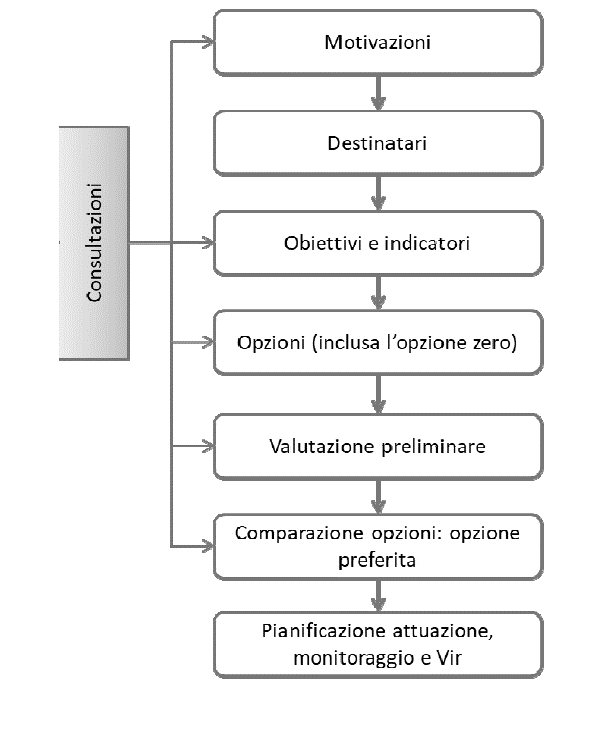 Motivazioni
Destinatari
Consultazioni
Obiettivi e indicatori
Opzioni (inclusa l’opzione zero)
Valutazione preliminare
Comparazione opzioni: opzione
preferita
Pianificazione attuazione,
monitoraggio e Vir